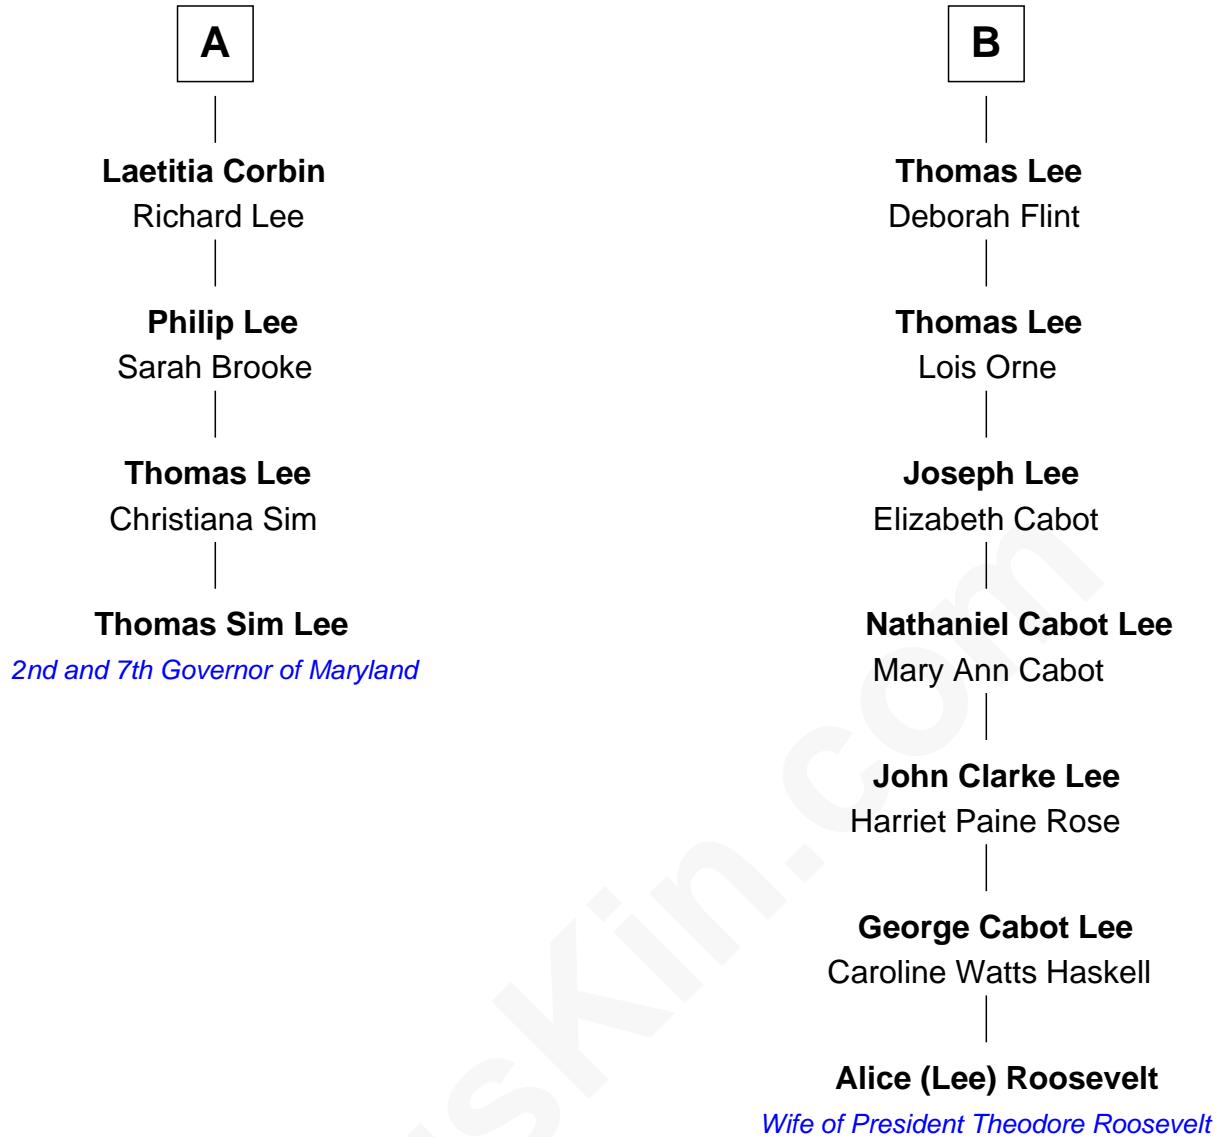 A
Laetitia Corbin
Richard Lee
Philip Lee
Sarah Brooke
Thomas Lee
Christiana Sim
Thomas Sim Lee
2nd and 7th Governor of Maryland
B
Thomas Lee
Deborah Flint
Thomas Lee
Lois Orne
Joseph Lee
Elizabeth Cabot
Nathaniel Cabot Lee
Mary Ann Cabot
John Clarke Lee
Harriet Paine Rose
George Cabot Lee
Caroline Watts Haskell
Alice (Lee) Roosevelt
Wife of President Theodore Roosevelt